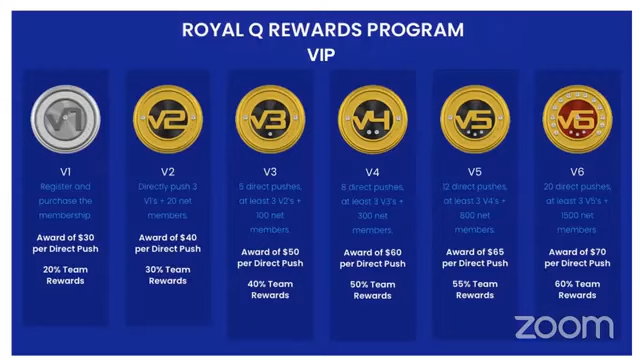 ROYAL Q REWARDS PROGRAM
VIP
V1
V2
V3
V4
V5
V6
V1
Register and
purchase the
membership.
Award of $30
per Direct Push
20% Team
Rewards
V2
Directly push 3
V1's + 20 net
members.
Award of $40
per Direct Push
30% Team
Rewards
V3
5 direct pushes,
at least 3 V2's +
100 net
members.
Award of $50
per Direct Push
40% Team
Rewards
V4
8 direct pushes,
at least 3 V3's +
300 net
members.
Award of $60
per Direct Push
50% Team
Rewards
V5
12 direct pushes,
at least 3 V4's +
800 net
members.
Award of $65
per Direct Push
55% Team
Rewards
V6
20 direct pushes,
at least 3 V5's +
1500 net
members.
Award of $70
per Direct Push
60% Team
Rewards
zoom